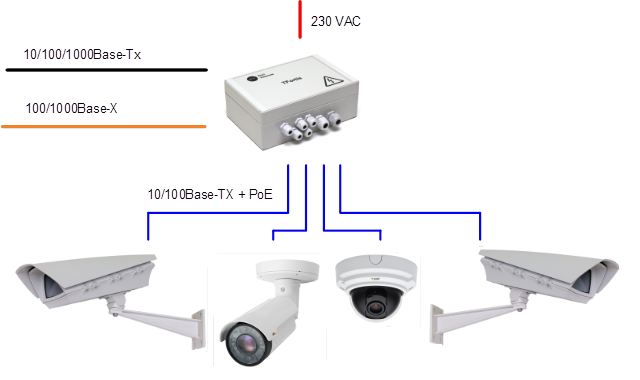 230 VAC
10/100/1000Base-Tx
100/1000Base-X
10/100Base-TX + PoE